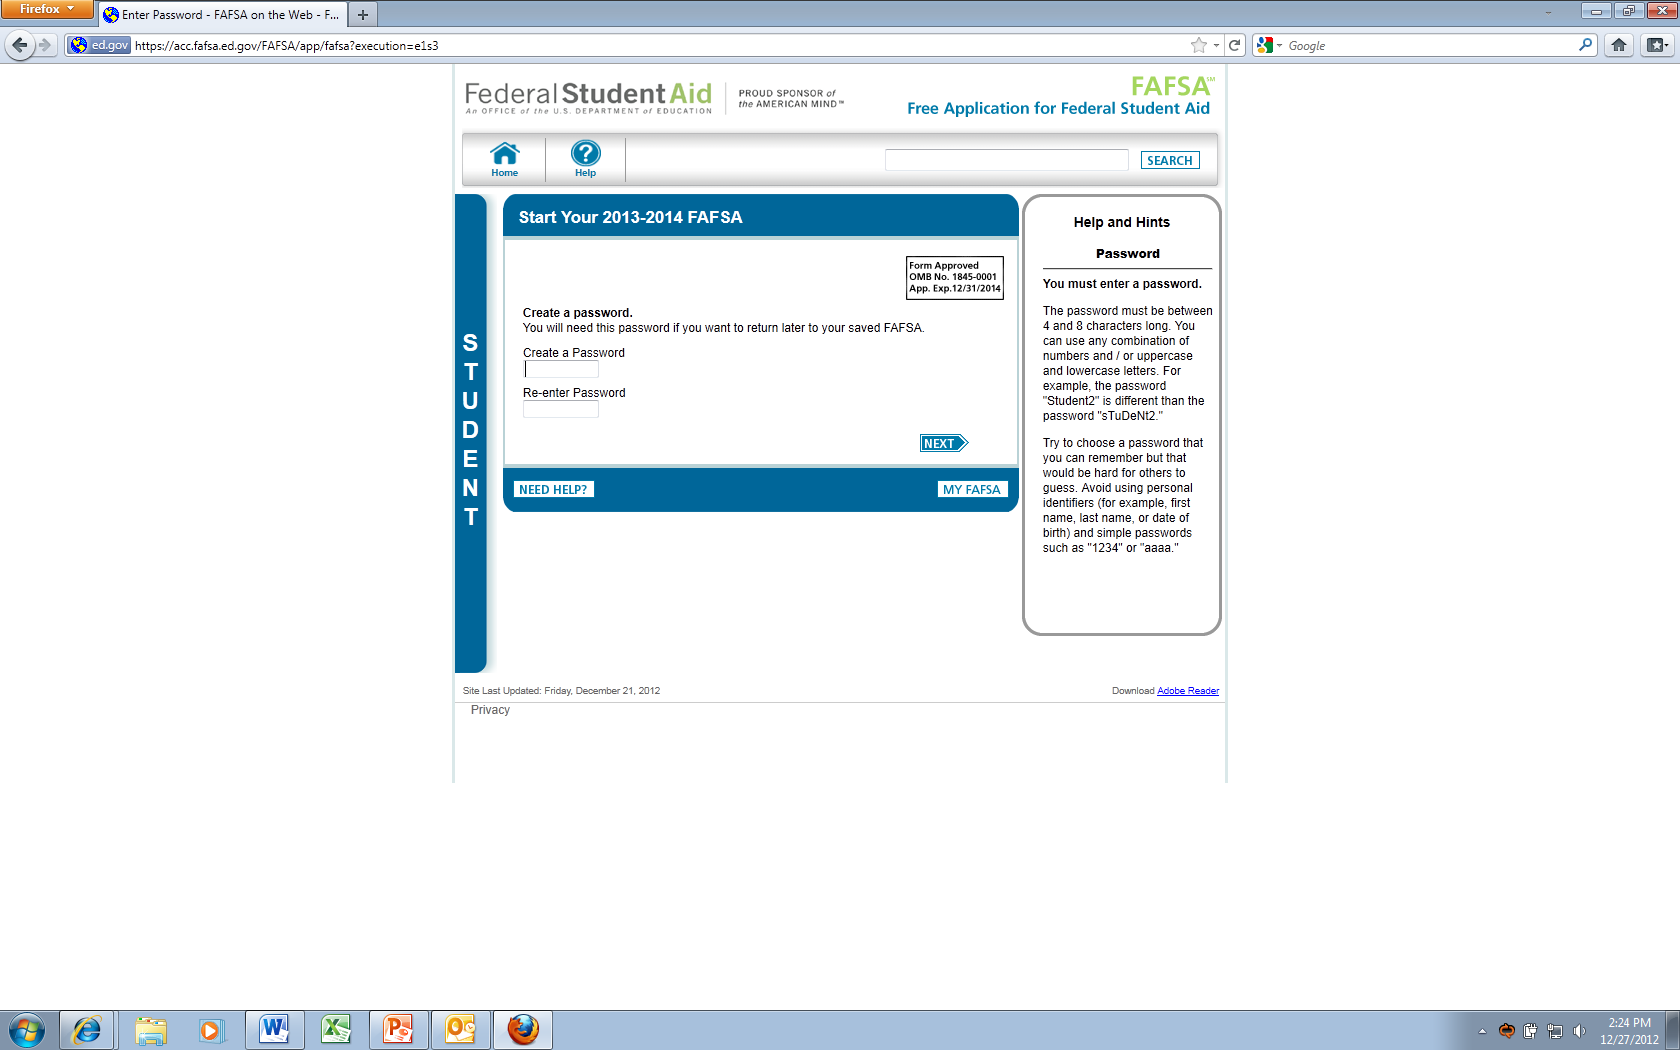 Firefox
Enter Password - FAFSA on the Web - F...
ed.gov https://acc.fafsa.ed.gov/FAFSA/app/fafsa?execution=e1s3
Google
Federal Student Aid
An OFFICE of the U.S. DEPARTMENT of EDUCATION
PROUD SPONSOR of
the AMERICAN MIND™
FAFSA℠
Free Application for Federal Student Aid
Home
Help
SEARCH
STUDENT
Start Your 2013-2014 FAFSA
Form Approved
OMB No. 1845-0001
App. Exp.12/31/2014
Create a password.
You will need this password if you want to return later to your saved FAFSA.
Create a Password
Re-enter Password
NEXT
NEED HELP?
MY FAFSA
Help and Hints
Password
You must enter a password.
The password must be between
4 and 8 characters long. You
can use any combination of
numbers and / or uppercase
and lowercase letters. For
example, the password
"Student2" is different than the
password "sTuDeNt2."
Try to choose a password that
you can remember but that
would be hard for others to
guess. Avoid using personal
identifiers (for example, first
name, last name, or date of
birth) and simple passwords
such as "1234" or "aaaa."
Site Last Updated: Friday, December 21, 2012
Download Adobe Reader
Privacy
2:24 PM
12/27/2012